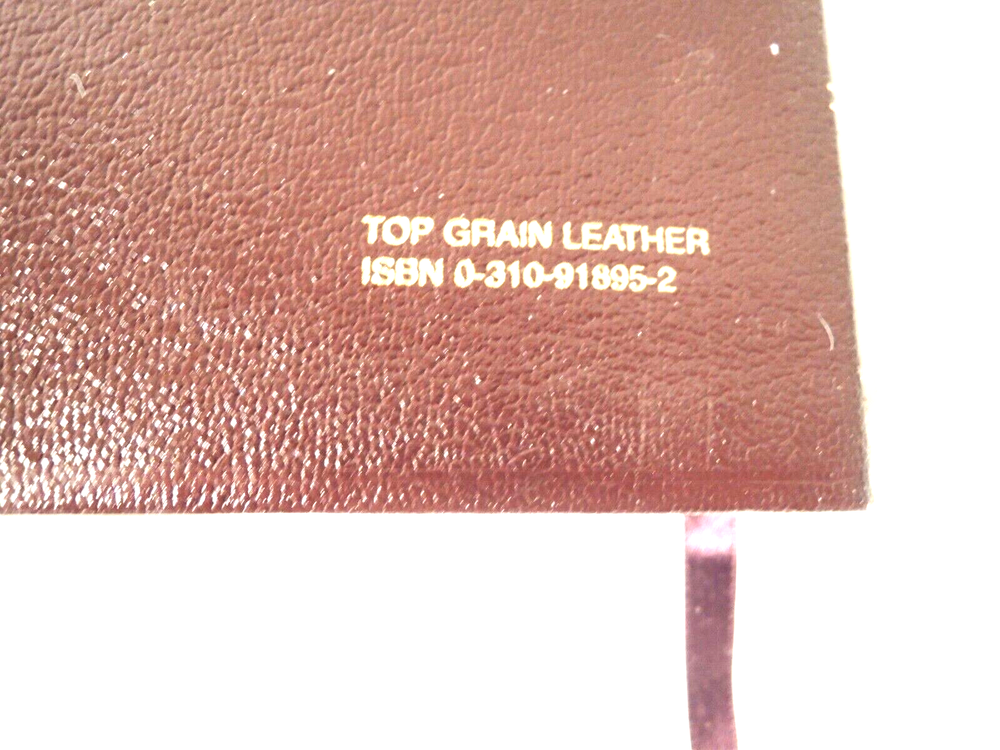 TOP GRAIN LEATHER
ISBN 0-310-91895-2